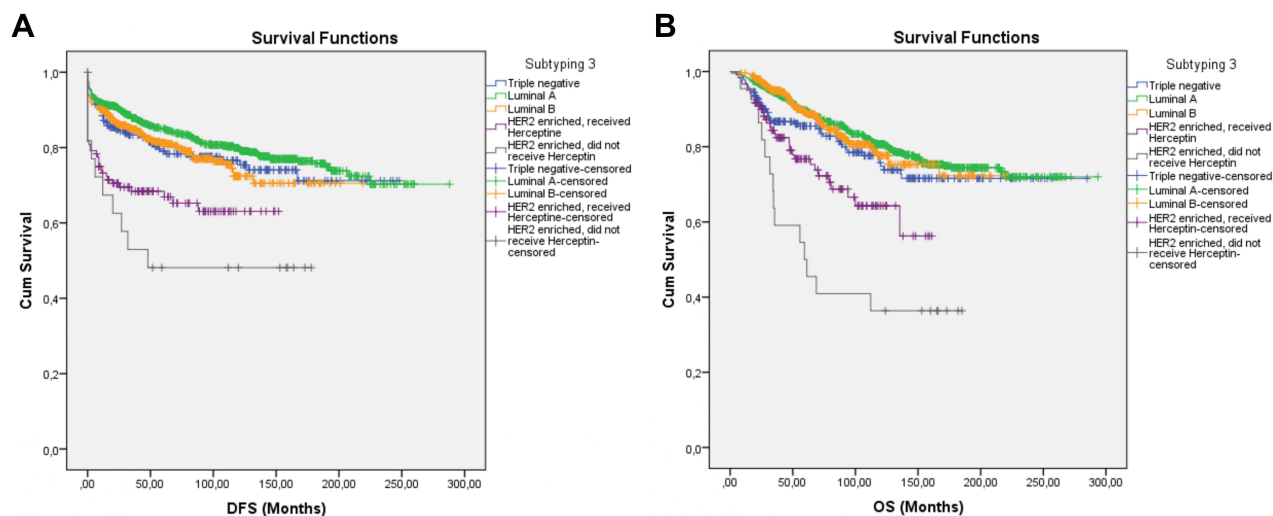 A
Survival Functions
Cum Survival
1,0
0,8
0,6
0,4
0,2
0,0
,00
50,00
100,00
150,00
200,00
250,00
300,00
DFS (Months)
Subtyping 3
Triple negative
Luminal A
Luminal B
HER2 enriched, received
Herceptine
HER2 enriched, did not
receive Herceptin
Triple negative-censored
Luminal A-censored
Luminal B-censored
HER2 enriched, received
Herceptine-censored
HER2 enriched, did not
receive Herceptin-
censored
B
Survival Functions
Cum Survival
1,0
0,8
0,6
0,4
0,2
0,0
,00
50,00
100,00
150,00
200,00
250,00
300,00
OS (Months)
Subtyping 3
Triple negative
Luminal A
Luminal B
HER2 enriched, received
Herceptin
HER2 enriched, did not
receive Herceptin
Triple negative-censored
Luminal A-censored
Luminal B-censored
HER2 enriched, received
Herceptin-censored
HER2 enriched, did not
receive Herceptin-
censored